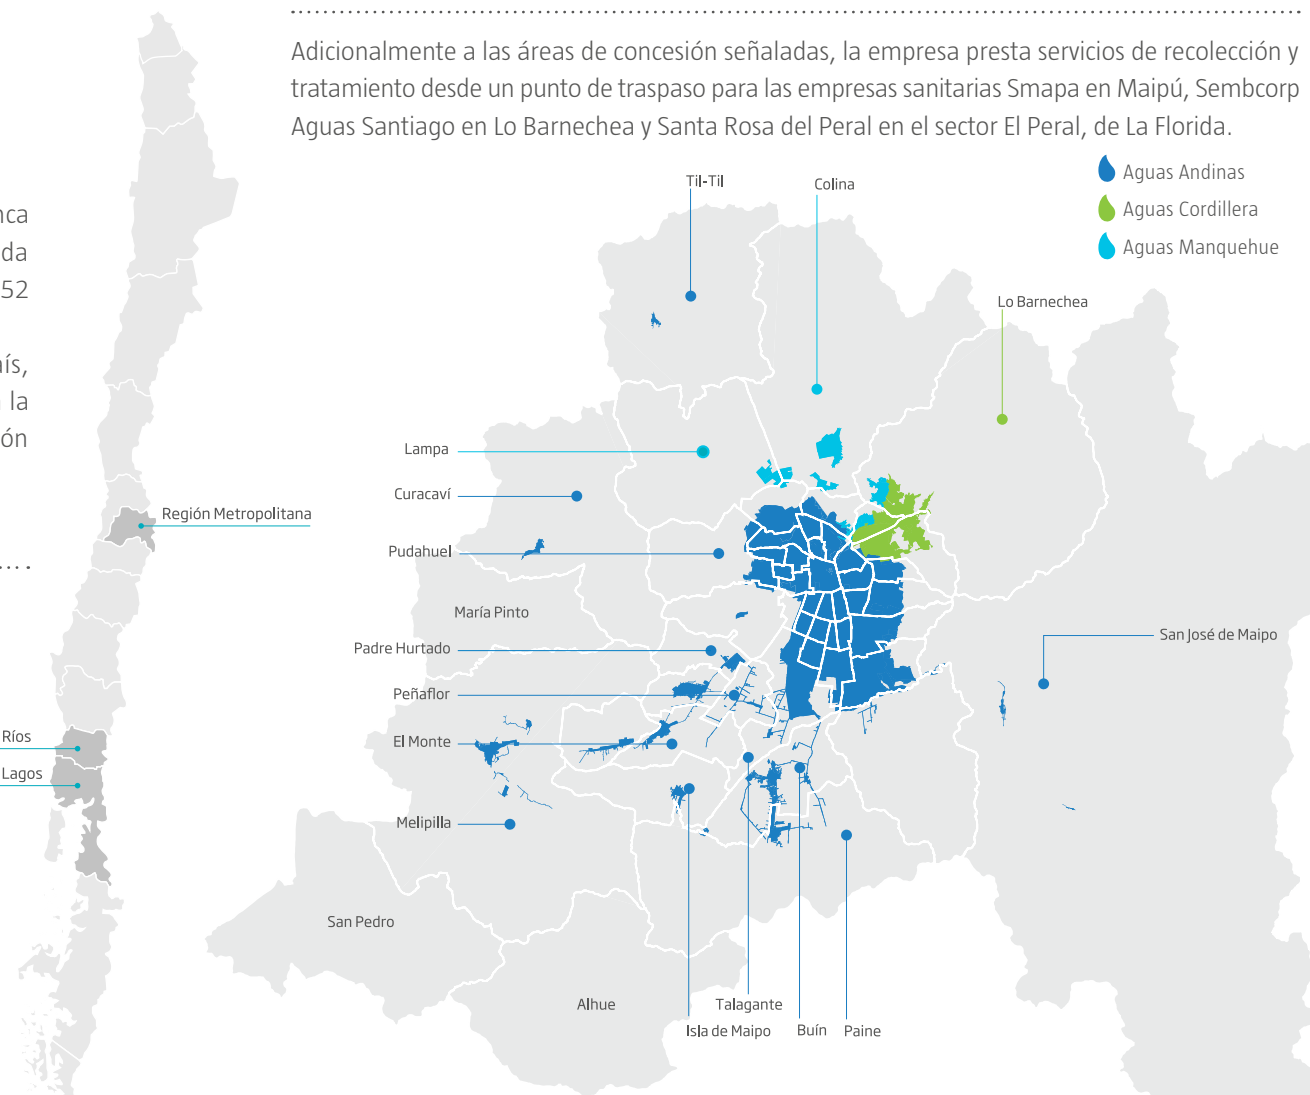 Adicionalmente a las áreas de concesión señaladas, la empresa presta servicios de recolección y
tratamiento desde un punto de traspaso para las empresas sanitarias Smapa en Maipú, Sembcorp
Aguas Santiago en Lo Barnechea y Santa Rosa del Peral en el sector El Peral, de La Florida.
Aguas Andinas
Aguas Cordillera
Aguas Manquehue
52
la
Til-Til
Colina
Lo Barnechea
Lampa
Curacaví
Región Metropolitana
Pudahuel
María Pinto
San José de Maipo
Padre Hurtado
Peñaflor
Ríos
El Monte
Lagos
Melipilla
San Pedro
Alhue
Talagante
Isla de Maipo
Buín
Paine